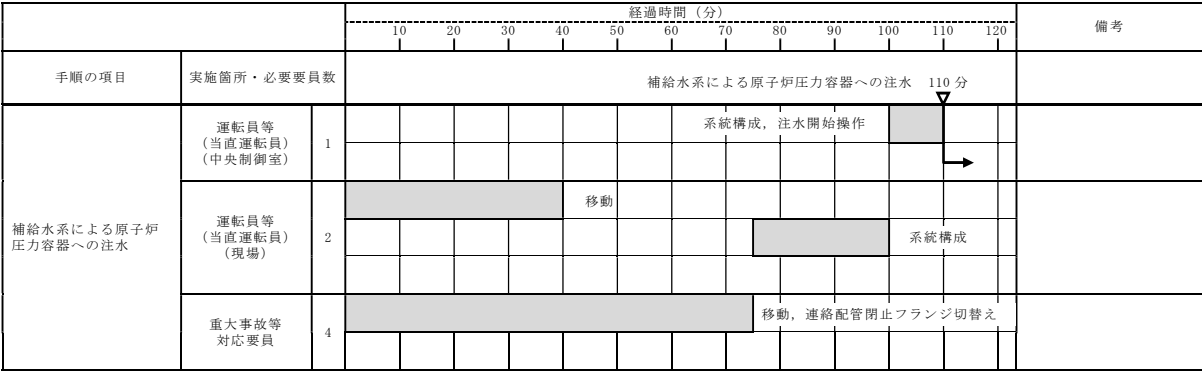 経過時間（分）
備考
10 20 30 40 50 60 70 80 90 100 110 120
手順の項目
実施箇所・必要要員数
補給水系による原子炉圧力容器への注水 110 分
補給水系による原子炉
圧力容器への注水
運転員等
（当直運転員）
（中央制御室）
1
系統構成，注水開始操作
運転員等
（当直運転員）
（現場）
2
移動
系統構成
重大事故等
対応要員
4
移動，連絡配管閉止フランジ切替え